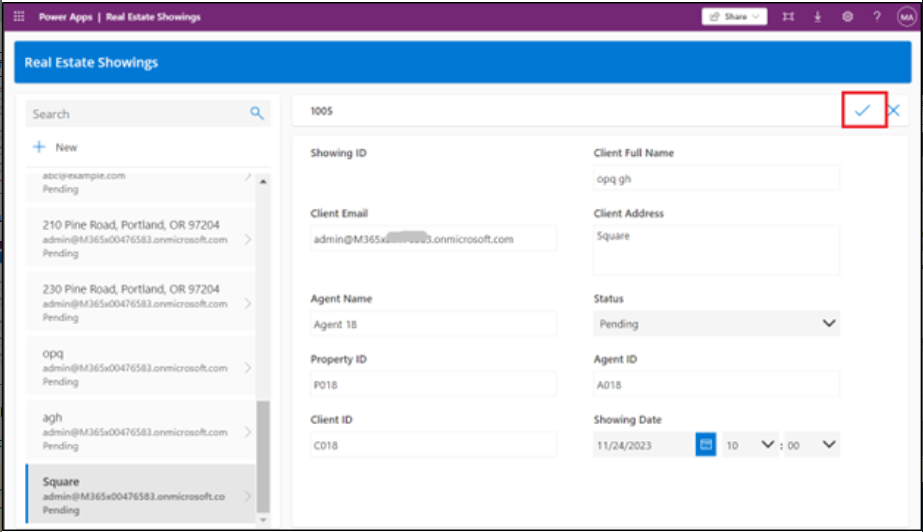 Power Apps | Real Estate Showings
Share
?
MA
Real Estate Showings
Search
+ New
abc@example.com
Pending
210 Pine Road, Portland, OR 97204
admin@M365x00476583.onmicrosoft.com
Pending
230 Pine Road, Portland, OR 97204
admin@M365x00476583.onmicrosoft.com
Pending
opq
admin@M365x00476583.onmicrosoft.com
Pending
agh
admin@M365x00476583.onmicrosoft.com
Pending
Square
admin@M365x00476583.onmicrosoft.co
Pending
1005
Showing ID
Client Full Name
opq gh
Client Email
admin@M365x 3.onmicrosoft.com
Client Address
Square
Agent Name
Agent 18
Status
Pending
Property ID
P018
Agent ID
A018
Client ID
C018
Showing Date
11/24/2023
10 : 00